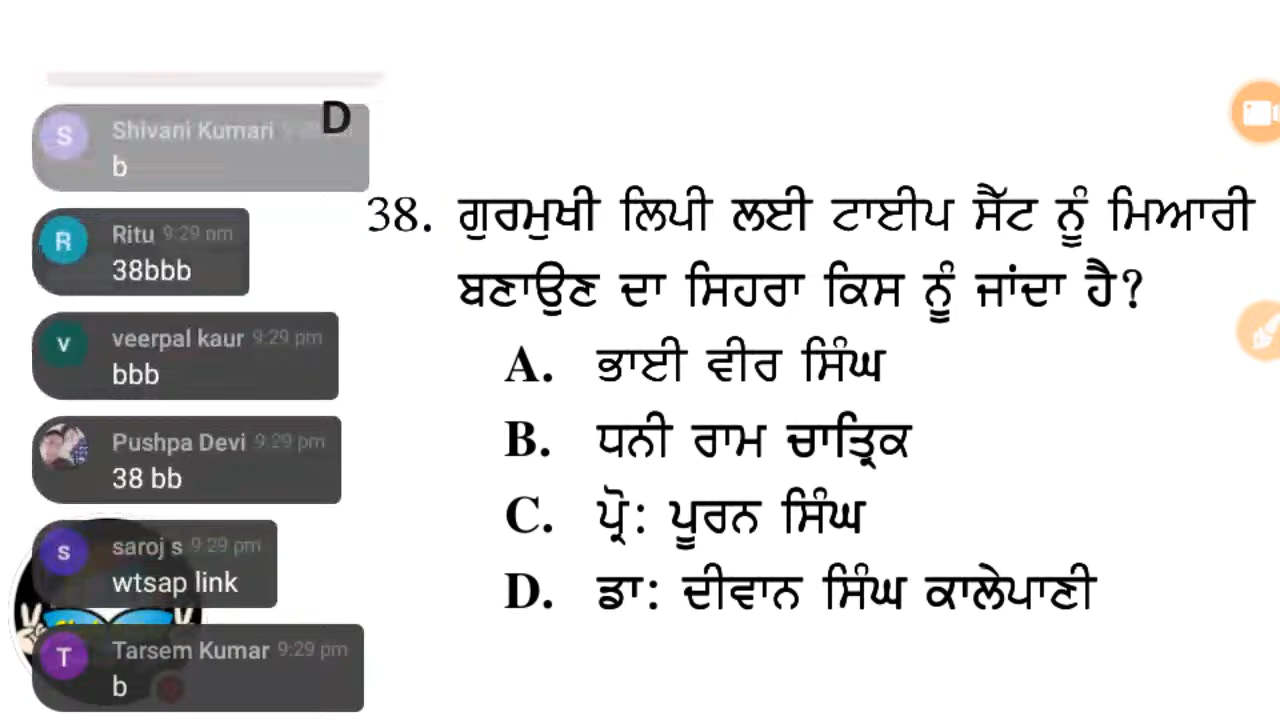 D
S Shivani Kumari
b
R Ritu 9:29 pm
38bbb
v veerpal kaur 9:29 pm
bbb
Pushpa Devi 9:29 pm
38 bb
s saroj s 9:29 pm
wtsap link
T Tarsem Kumar 9:29 pm
b
38. ਗੁਰਮੁਖੀ ਲਿਪੀ ਲਈ ਟਾਈਪ ਸੈੱਟ ਨੂੰ ਮਿਆਰੀ
ਬਣਾਉਣ ਦਾ ਸਿਹਰਾ ਕਿਸ ਨੂੰ ਜਾਂਦਾ ਹੈ?
A. ਭਾਈ ਵੀਰ ਸਿੰਘ
B. ਧਨੀ ਰਾਮ ਚਾਤ੍ਰਿਕ
C. ਪ੍ਰੋ: ਪੂਰਨ ਸਿੰਘ
D. ਡਾ: ਦੀਵਾਨ ਸਿੰਘ ਕਾਲੇਪਾਣੀ